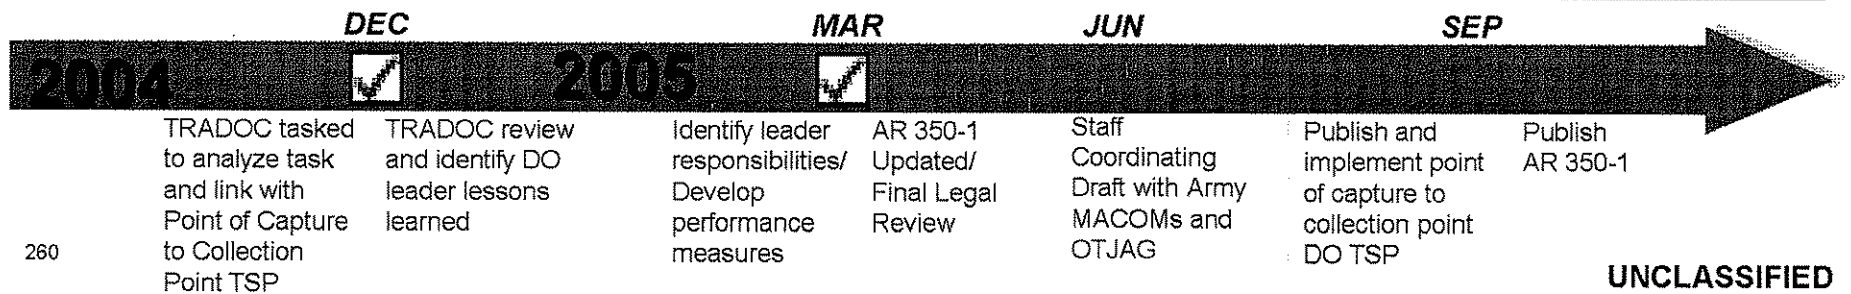 DEC
MAR
JUN
SEP
2004
2005
TRADOC tasked
to analyze task
and link with
Point of Capture
to Collection
Point TSP
TRADOC review
and identify DO
leader lessons
learned
Identify leader
responsibilities/
Develop
performance
measures
AR 350-1
Updated/
Final Legal
Review
Staff
Coordinating
Draft with Army
MACOMs and
OTJAG
Publish and
implement point
of capture to
collection point
DO TSP
Publish
AR 350-1
260
UNCLASSIFIED